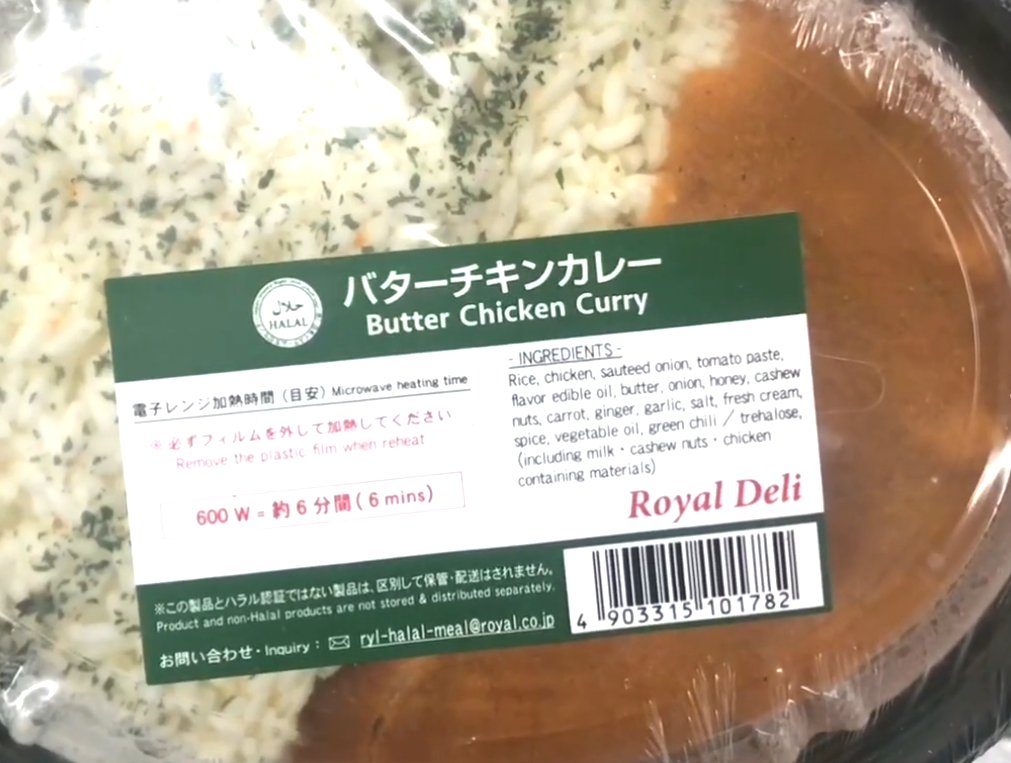 حلال
HALAL
バターチキンカレー
Butter Chicken Curry
電子レンジ加熱時間（目安）Microwave heating time
※必ずフィルムを外して加熱してください
Remove the plastic film when reheat
600 W = 約 6 分間 ( 6 mins )
- INGREDIENTS -
Rice, chicken, sauteed onion, tomato paste,
flavor edible oil, butter, onion, honey, cashew
nuts, carrot, ginger, garlic, salt, fresh cream,
spice, vegetable oil, green chili / trehalose,
(including milk・cashew nuts・chicken
containing materials)
Royal Deli
※この製品とハラル認証ではない製品は、区別して保管・配送はされません。
Product and non-Halal products are not stored & distributed separately.
お問い合わせ・Inquiry : ryl-halal-meal@royal.co.jp
4 903315 101782